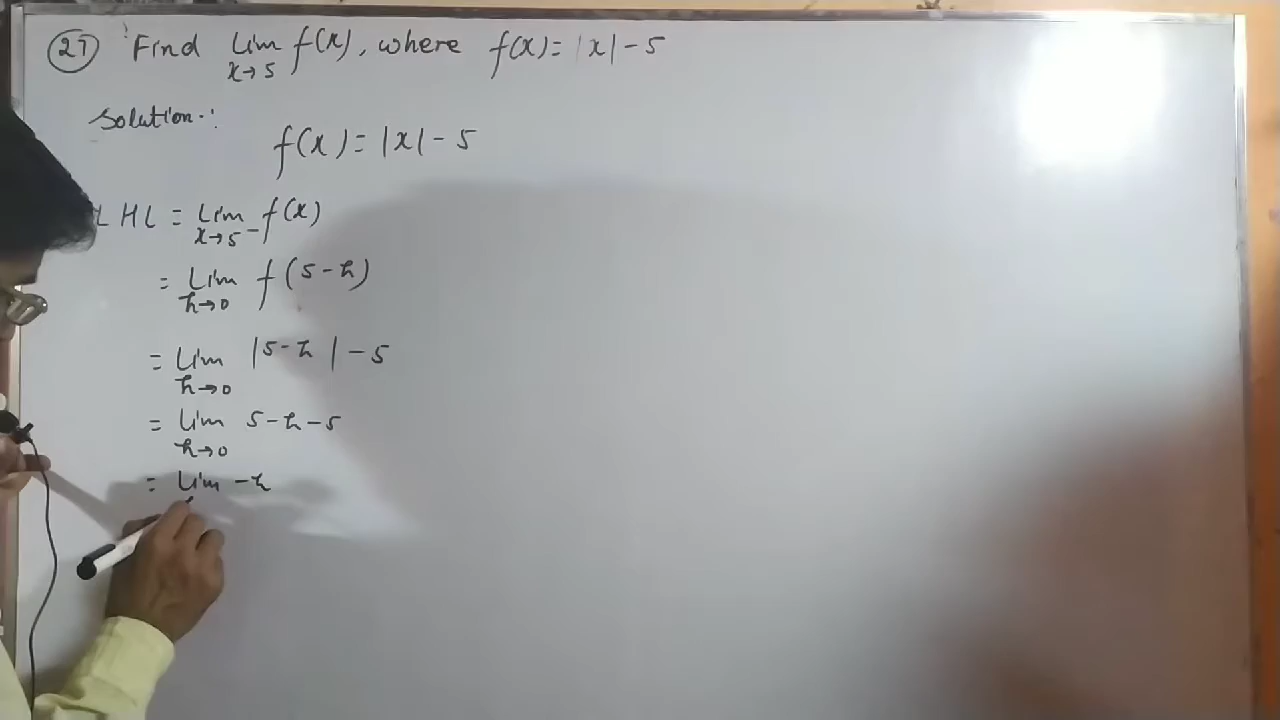 27 Find lim x→5 f(x), where f(x)= |x| - 5
Solution:
f(x) = |x| - 5
LHL = lim x→5⁻ f(x)
= lim h→0 f(5-h)
= lim h→0 |5-h| - 5
= lim h→0 5-h-5
= lim -h